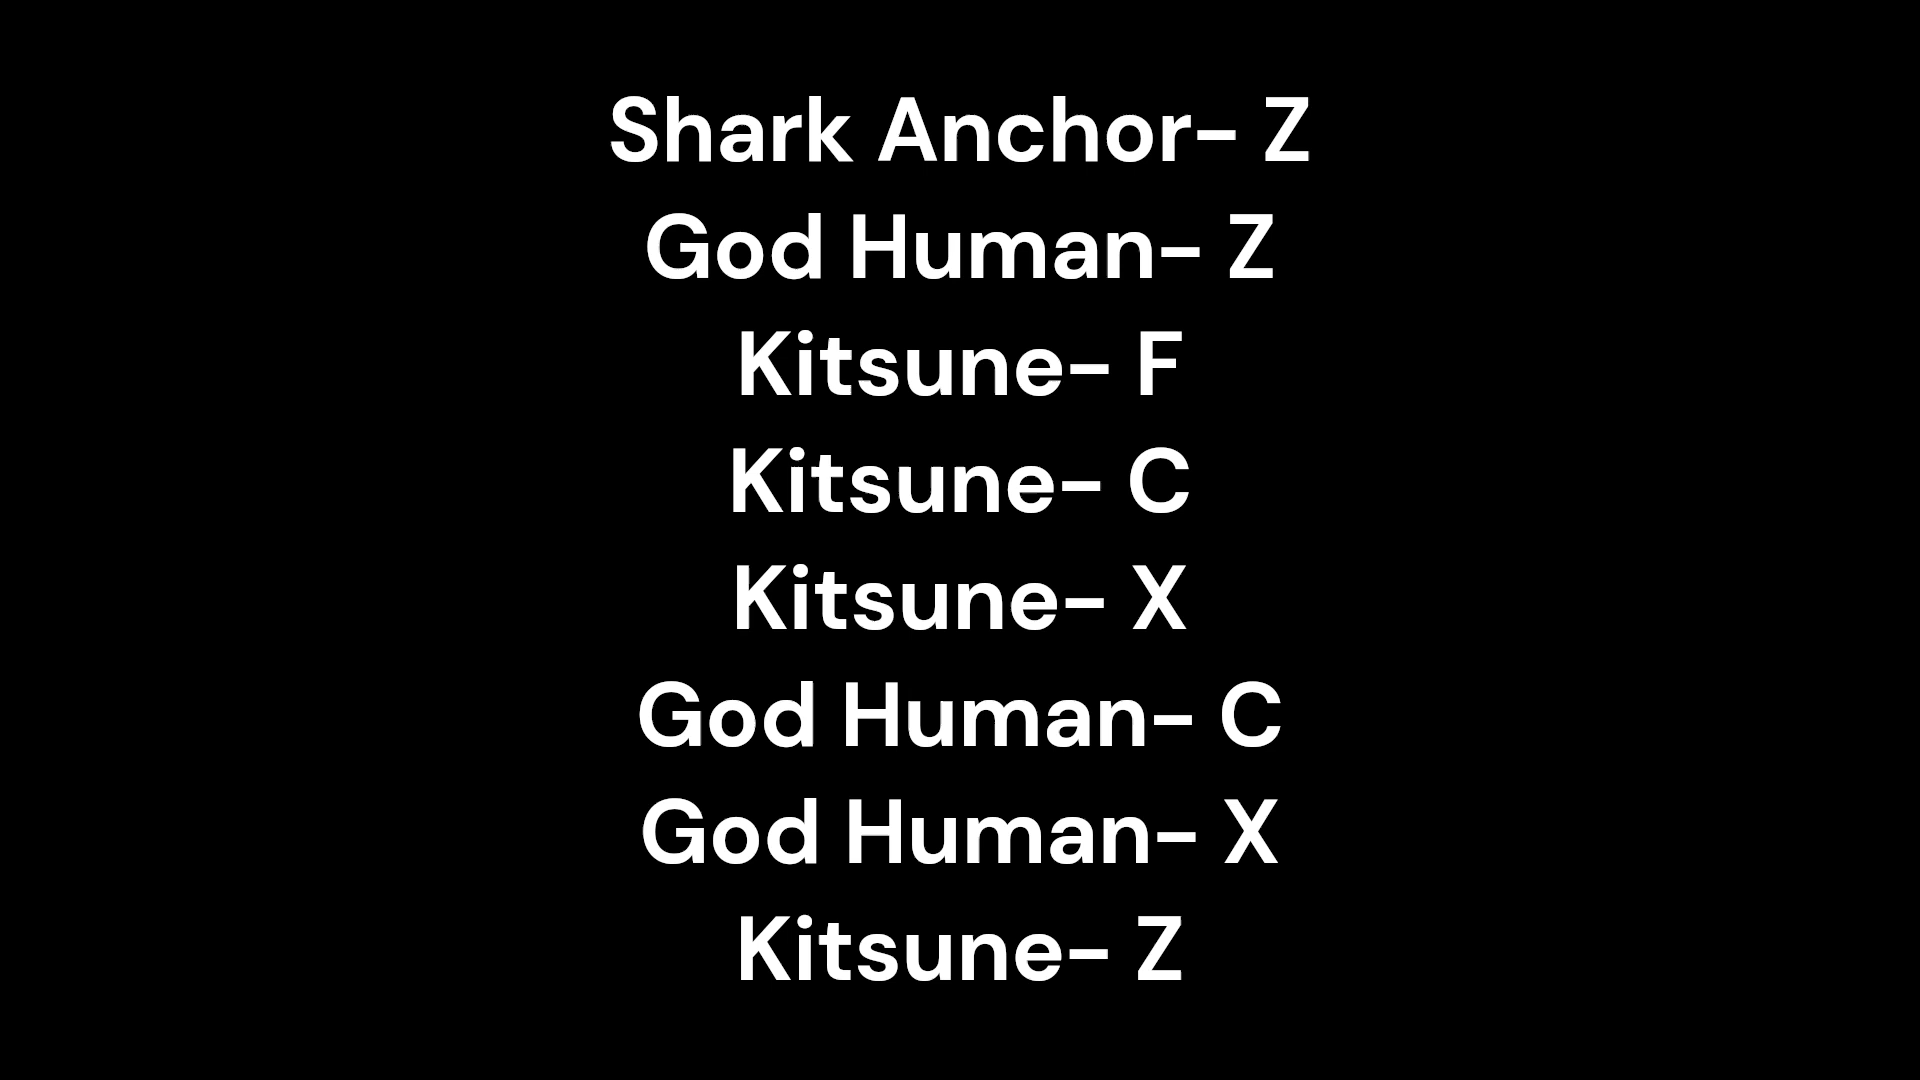 Shark Anchor- Z
God Human- Z
Kitsune- F
Kitsune- C
Kitsune- X
God Human- C
God Human- X
Kitsune- Z